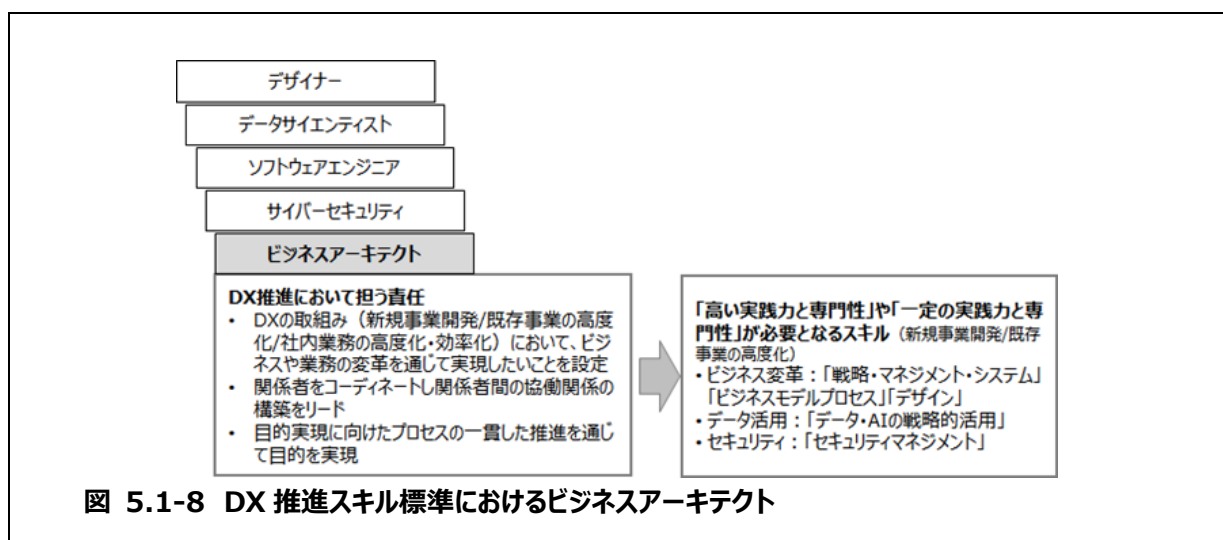 デザイナー
データサイエンティスト
ソフトウェアエンジニア
サイバーセキュリティ
ビジネスアーキテクト
DX推進において担う責任
• DXの取組み（新規事業開発/既存事業の高度
化/社内業務の高度化・効率化）において、ビジ
ネスや業務の変革を通じて実現したいことを設定
• 関係者をコーディネートし関係者間の協働関係の
構築をリード
• 目的実現に向けたプロセスの一貫した推進を通じ
て目的を実現
「高い実践力と専門性」や「一定の実践力と専
門性」が必要となるスキル（新規事業開発/既存
事業の高度化）
・ビジネス変革：「戦略・マネジメント・システム」
「ビジネスモデルプロセス」「デザイン」
・データ活用：「データ・AIの戦略的活用」
・セキュリティ：「セキュリティマネジメント」
図 5.1-8 DX 推進スキル標準におけるビジネスアーキテクト